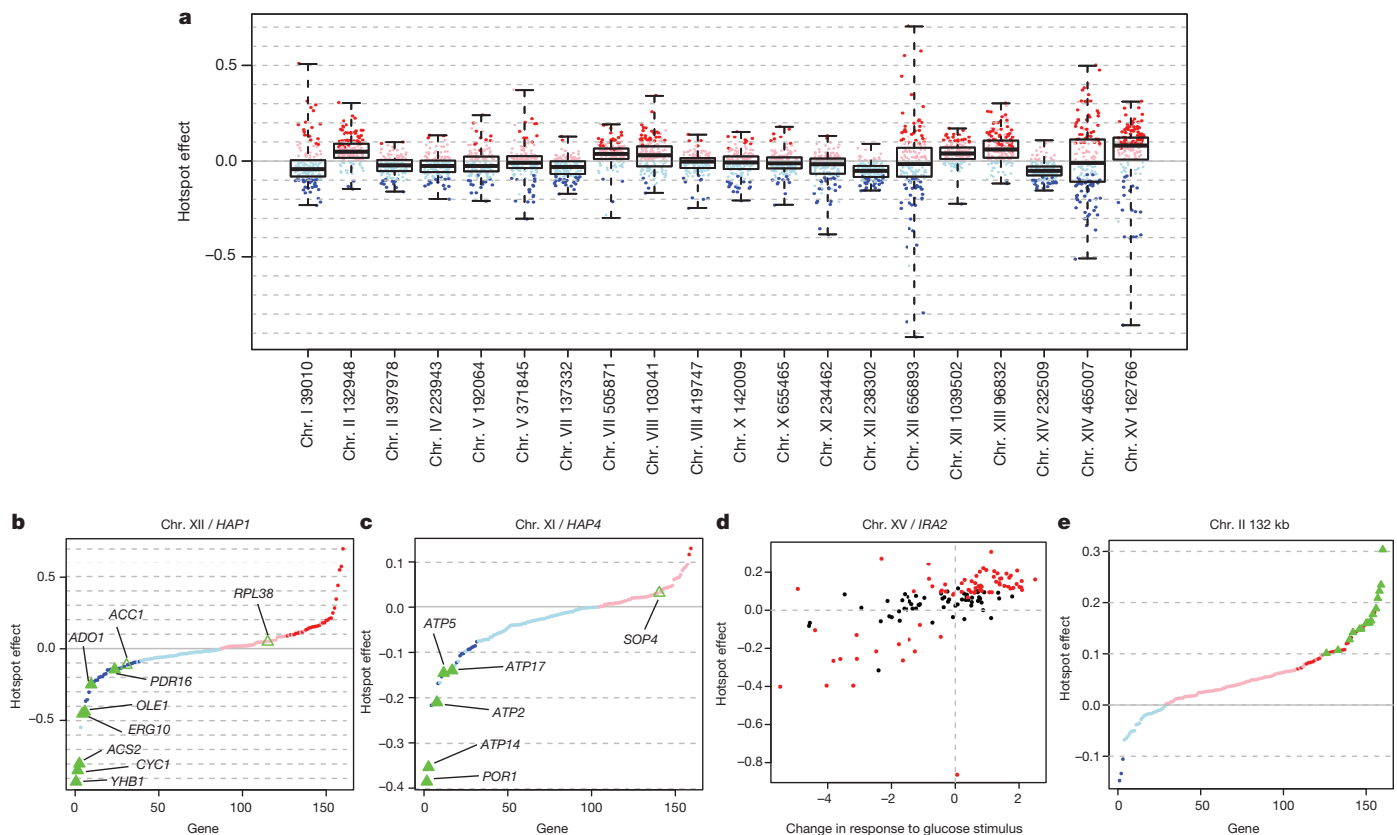 a
Hotspot effect
0.5
0.0
−0.5
Chr. I 39010
Chr. II 132948
Chr. II 397978
Chr. IV 223943
Chr. V 192064
Chr. V 371845
Chr. VII 137332
Chr. VII 505871
Chr. VIII 103041
Chr. VIII 419747
Chr. X 142009
Chr. X 655465
Chr. XI 234462
Chr. XII 238302
Chr. XII 656893
Chr. XII 1039502
Chr. XIII 96832
Chr. XIV 232509
Chr. XIV 465007
Chr. XV 162766
b
Chr. XII / HAP1
Hotspot effect
0.5
0.0
−0.5
ADO1
ACC1
RPL38
PDR16
OLE1
ERG10
ACS2
CYC1
YHB1
0 50 100 150
Gene
c
Chr. XI / HAP4
Hotspot effect
0.1
0.0
−0.1
−0.2
−0.3
−0.4
ATP5
SOP4
ATP17
ATP2
ATP14
POR1
0 50 100 150
Gene
d
Chr. XV / IRA2
Hotspot effect
0.2
0.0
−0.2
−0.4
−0.6
−0.8
−4 −2 0 2
Change in response to glucose stimulus
e
Chr. II 132 kb
Hotspot effect
0.3
0.2
0.1
0.0
−0.1
0 50 100 150
Gene